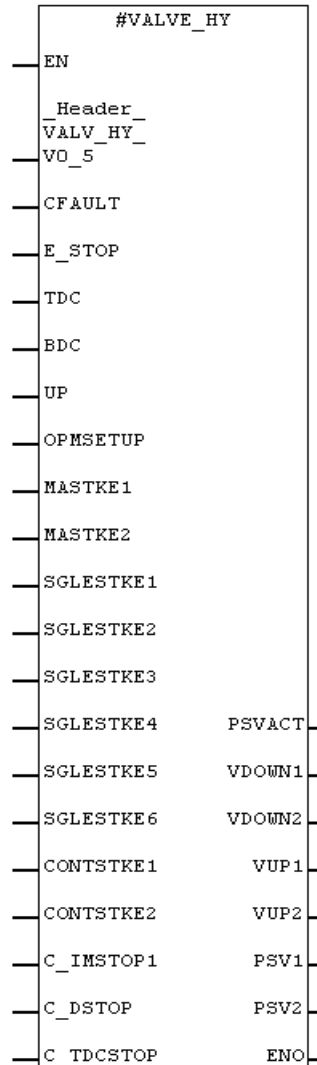 #VALVE_HY
EN
_Header_
VALV_HY_
V0_5
CFAULT
E_STOP
TDC
BDC
UP
OPMSETUP
MASTKE1
MASTKE2
SGLESTKE1
SGLESTKE2
SGLESTKE3
SGLESTKE4 PSVACT
SGLESTKE5 VDOWN1
SGLESTKE6 VDOWN2
CONTSTKE1 VUP1
CONTSTKE2 VUP2
C_IMSTOP1 PSV1
C_DSTOP PSV2
C_TDCSTOP ENO